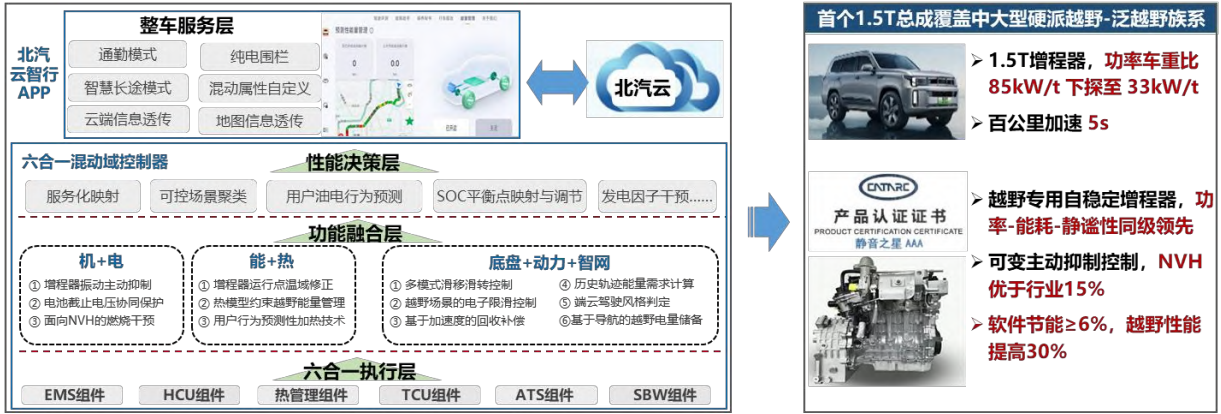 整车服务层
北汽
云智行
APP
通勤模式
纯电围栏
智慧长途模式
混动属性自定义
云端信息透传
地图信息透传
北汽云
六合一混动域控制器
性能决策层
服务化映射
可控场景聚类
用户油电行为预测
SOC平衡点映射与调节
发电因子干预......
功能融合层
机+电
① 增程器振动主动抑制
② 电池截止电压协同保护
③ 面向NVH的燃烧干预
能+热
① 增程器运行点温域修正
② 热模型约束越野能量管理
③ 用户行为预测性加热技术
底盘+动力+智网
① 多模式滑移滑转控制
② 越野场景的电子限滑控制
③ 基于加速度的回收补偿
④ 历史轨迹能量需求计算
⑤ 端云驾驶风格判定
⑥基于导航的越野电量储备
六合一执行层
EMS组件
HCU组件
热管理组件
TCU组件
ATS组件
SBW组件
首个1.5T总成覆盖中大型硬派越野-泛越野族系
➢ 1.5T增程器，功率车重比
85kW/t 下探至 33kW/t
➢ 百公里加速 5s
CATARC
产品认证证书
PRODUCT CERTIFICATION CERTIFICATE
静音之星 AAA
➢ 越野专用自稳定增程器，功
率-能耗-静谧性同级领先
➢ 可变主动抑制控制，NVH
优于行业15%
➢ 软件节能≥6%，越野性能
提高30%